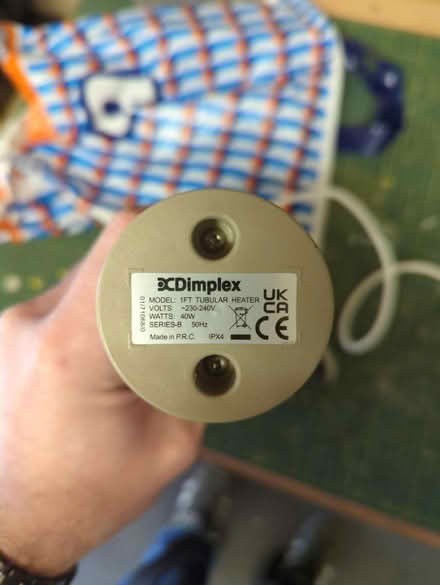 Dimplex
MODEL: 1FT TUBULAR HEATER
VOLTS: ~230-240V
WATTS: 40W
SERIES-B 50Hz
Made in P.R.C. IPX4
UK
CA
CE